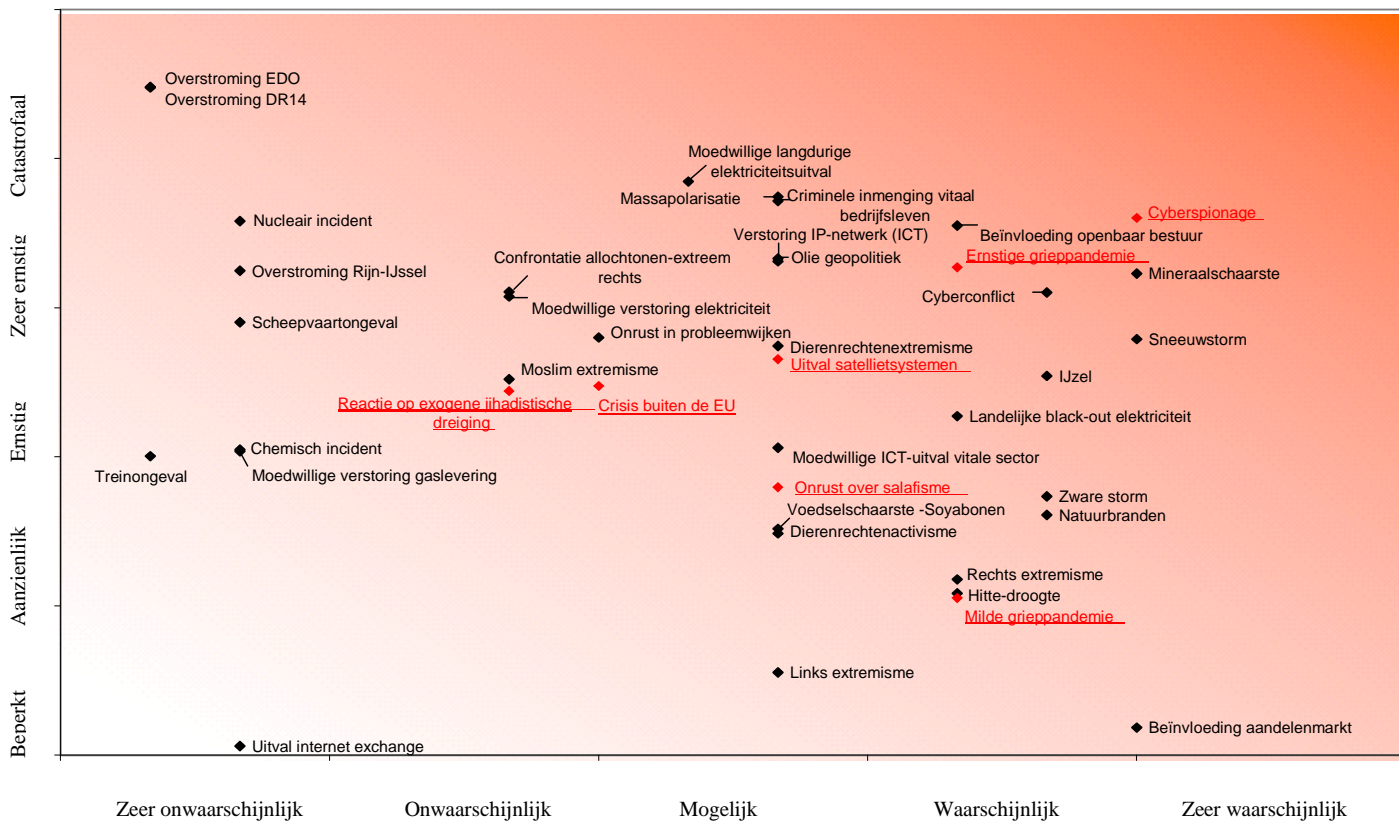 Catastrofaal
Zeer ernstig
Ernstig
Aanzienlijk
Beperkt
Overstroming EDO
Overstroming DR14
Moedwillige langdurige
elektriciteitsuitval
Massapolarisatie
Criminele inmenging vitaal
bedrijfsleven
Cyberspionage
Nucleair incident
Verstoring IP-netwerk (ICT)
Beïnvloeding openbaar bestuur
Olie geopolitiek
Ernstige grieppandemie
Confrontatie allochtonen-extreem
rechts
Overstroming Rijn-IJssel
Mineraalschaarste
Cyberconflict
Moedwillige verstoring elektriciteit
Scheepvaartongeval
Onrust in probleemwijken
Sneeuwstorm
Dierenrechtenextremisme
Uitval satellietsystemen
Moslim extremisme
IJzel
Reactie op exogene jihadistische
dreiging
Crisis buiten de EU
Landelijke black-out elektriciteit
Chemisch incident
Moedwillige ICT-uitval vitale sector
Treinongeval
Moedwillige verstoring gaslevering
Onrust over salafisme
Zware storm
Voedselschaarste -Soyabonen
Natuurbranden
Dierenrechtenactivisme
Rechts extremisme
Hitte-droogte
Milde grieppandemie
Links extremisme
Beïnvloeding aandelenmarkt
Uitval internet exchange
Zeer onwaarschijnlijk
Onwaarschijnlijk
Mogelijk
Waarschijnlijk
Zeer waarschijnlijk